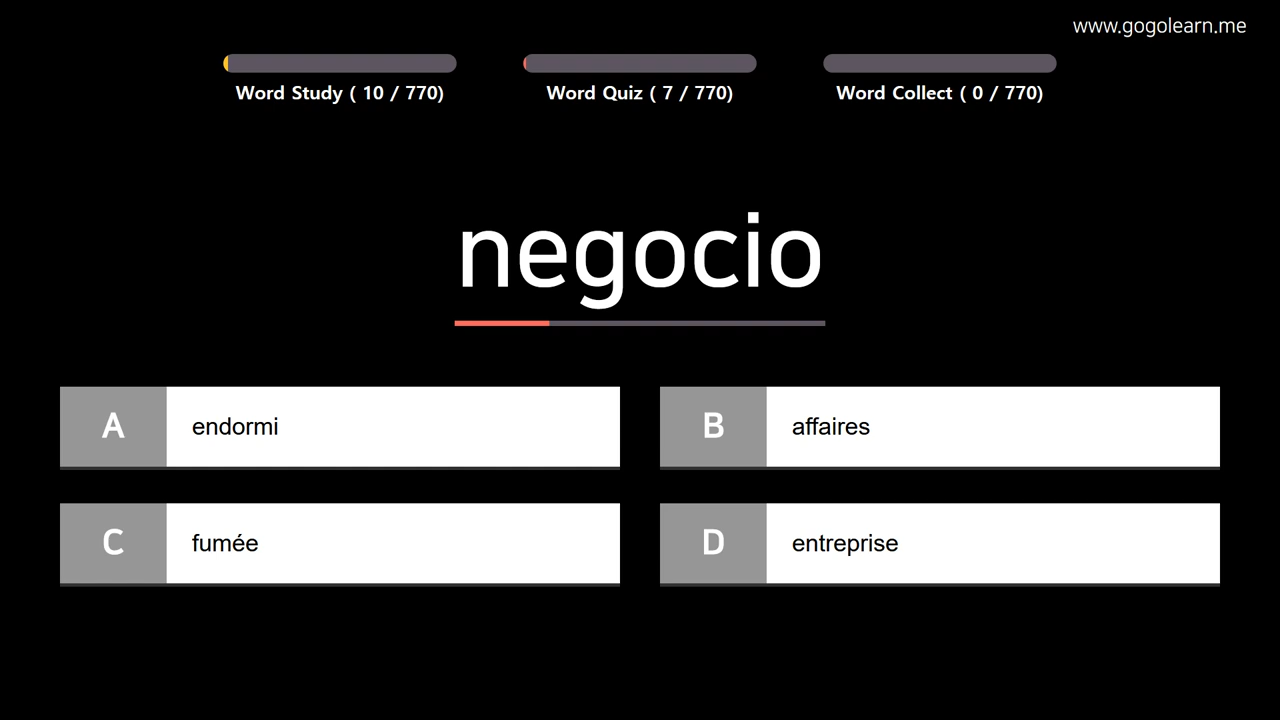 www.gogolearn.me
Word Study ( 10 / 770)
Word Quiz ( 7 / 770)
Word Collect ( 0 / 770)
negocio
A endormi
B affaires
C fumée
D entreprise